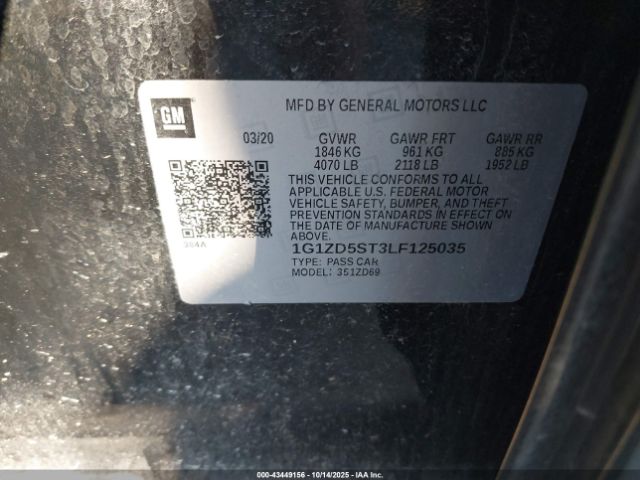 GM
MFD BY GENERAL MOTORS LLC
03/20 GVWR GAWR FRT GAWR RR
1846 KG 961 KG 885 KG
4070 LB 2118 LB 1952 LB
THIS VEHICLE CONFORMS TO ALL
APPLICABLE U.S. FEDERAL MOTOR
VEHICLE SAFETY, BUMPER, AND THEFT
PREVENTION STANDARDS IN EFFECT ON
THE DATE OF MANUFACTURE SHOWN
ABOVE.
1G1ZD5ST3LF125035
TYPE: PASS CAR
MODEL: 351ZD69
000-43449156 - 10/14/2025 - IAA Inc.